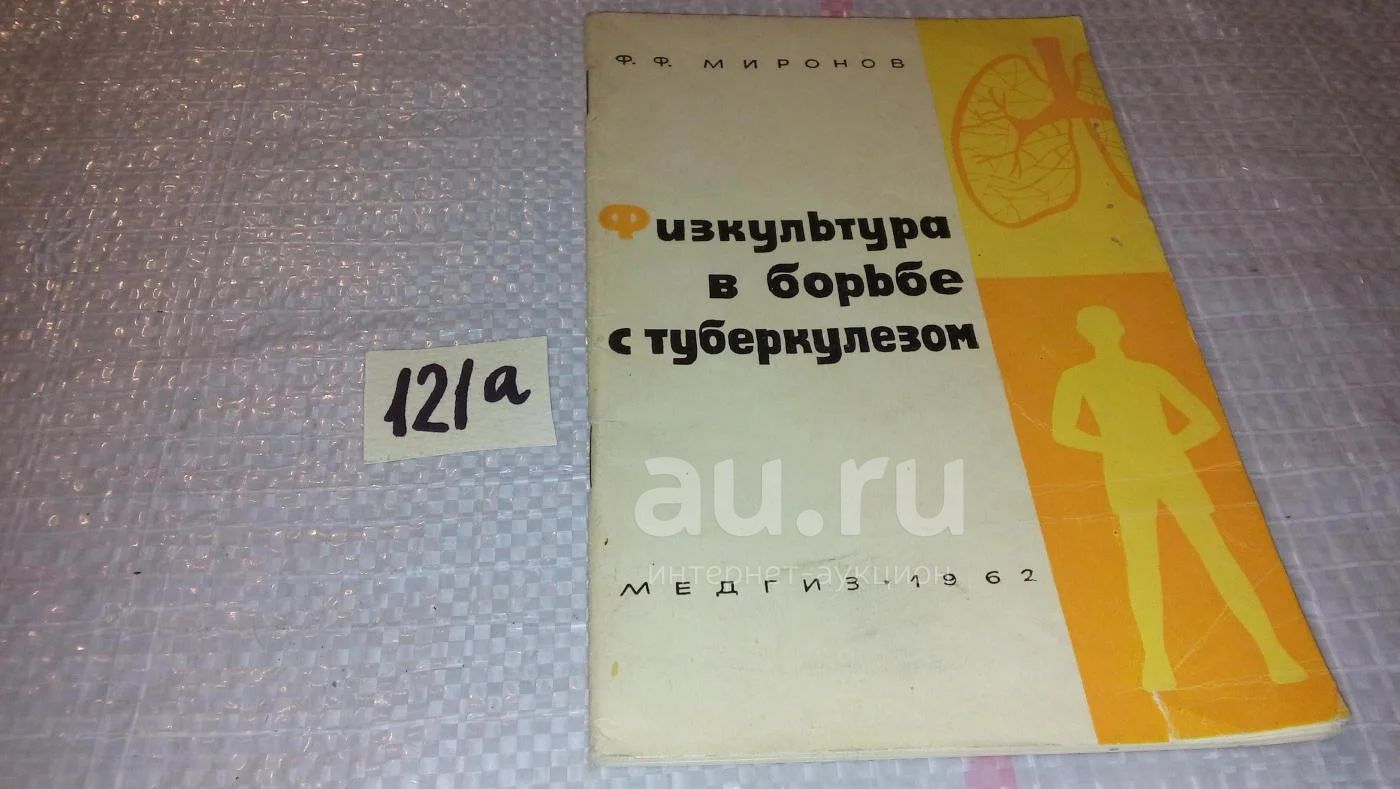 Ф. Ф. МИРОНОВ
Физкультура
в борьбе
с туберкулезом
121а
au.ru
интернет-аукцион
МЕДГИЗ·1962